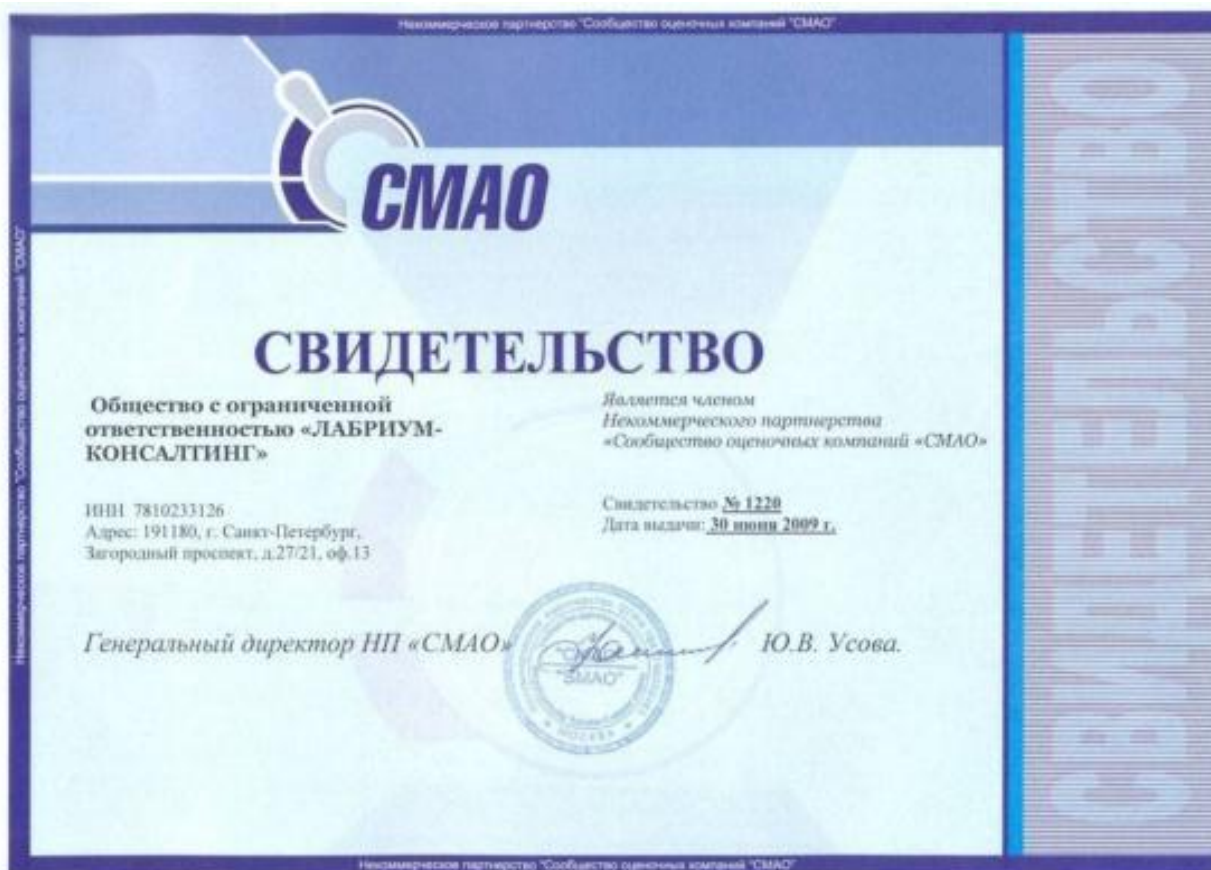 Некоммерческое партнерство "Сообщество оценочных компаний "СМАО"
СМАО
СВИДЕТЕЛЬСТВО
Общество с ограниченной
ответственностью «ЛАБРИУМ-
КОНСАЛТИНГ»
ИНН 7810233126
Адрес: 191180, г. Санкт-Петербург,
Загородный проспект, д.27/21, оф.13
Является членом
Некоммерческого партнерства
«Сообщество оценочных компаний «СМАО»
Свидетельство № 1220
Дата выдачи: 30 июня 2009 г.
Генеральный директор НП «СМАО»
Ю.В. Усова.
"SMAO"
МОСКВА
СВИДЕТЕЛЬСТВО
Некоммерческое партнерство "Сообщество оценочных компаний "СМАО"
Некоммерческое партнерство "Сообщество оценочных компаний "СМАО"